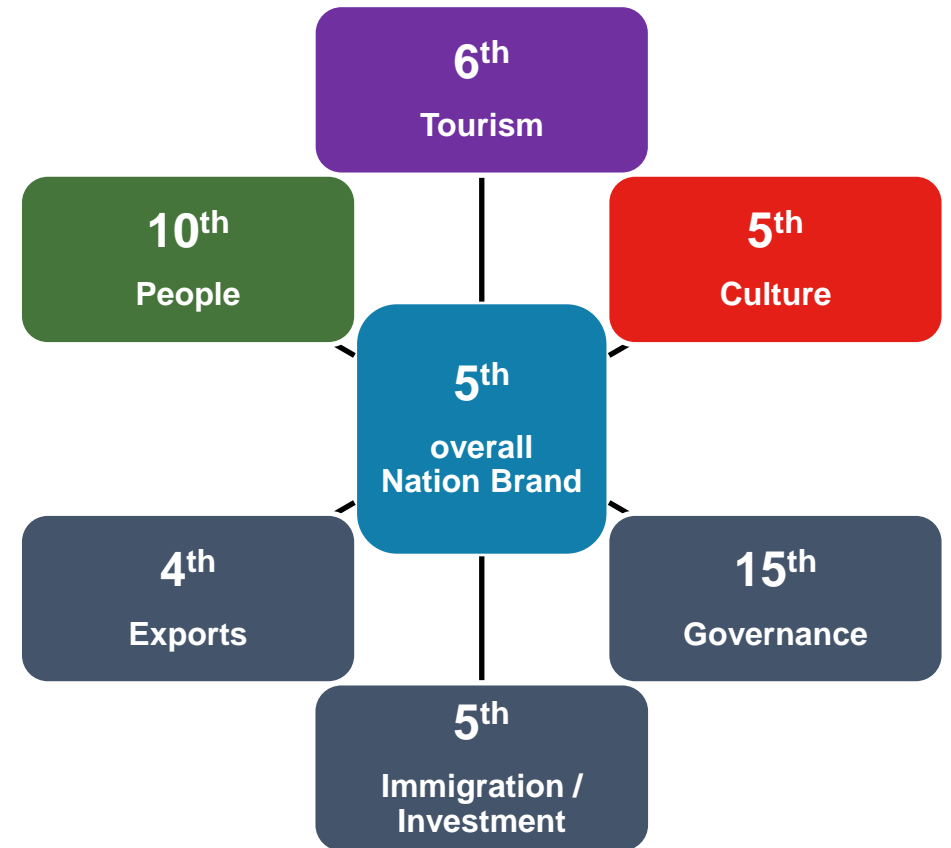 6th
Tourism
10th
People
5th
Culture
5th
overall
Nation Brand
4th
Exports
15th
Governance
5th
Immigration /
Investment